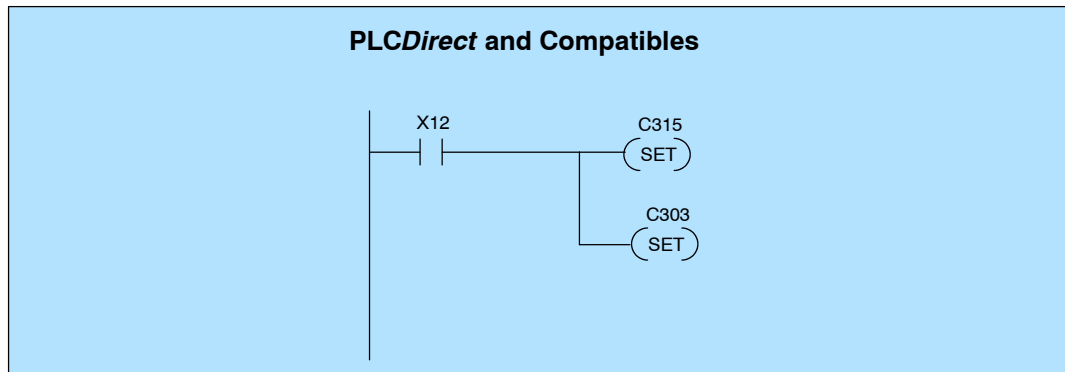 PLCDirect and Compatibles
X12
C315
SET
C303
SET